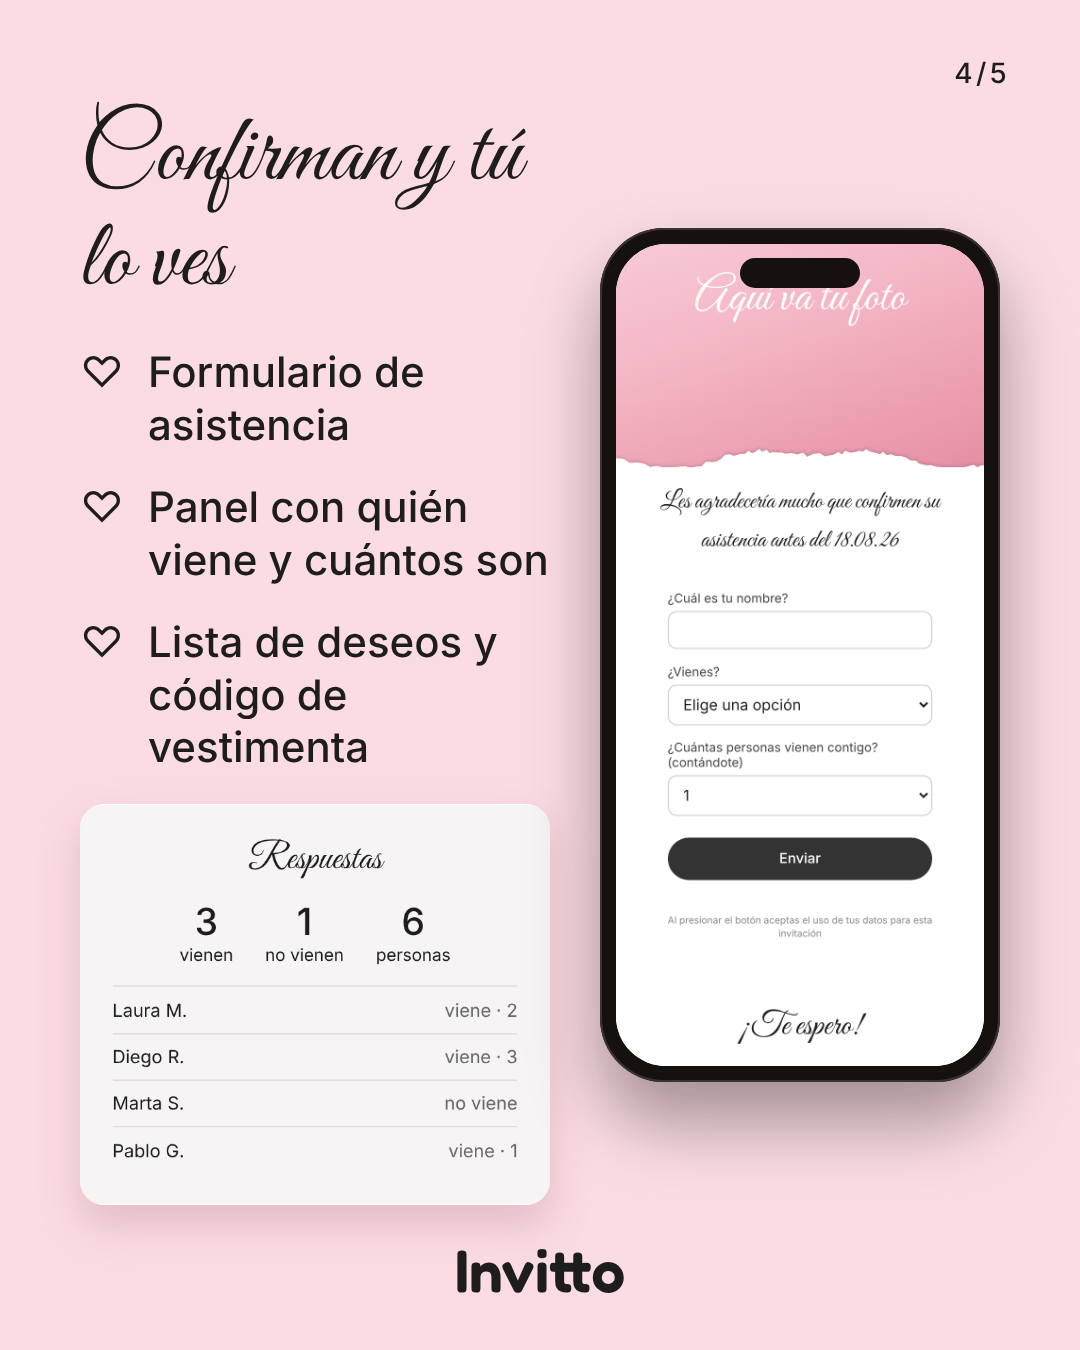 4/5
Confirman y tú
lo ves
Formulario de
asistencia
Panel con quién
viene y cuántos son
Lista de deseos y
código de
vestimenta
Respuestas
3 1 6
vienen no vienen personas
Laura M. viene · 2
Diego R. viene · 3
Marta S. no viene
Pablo G. viene · 1
Aquí va tu foto
Les agradecería mucho que confirmen su
asistencia antes del 18.08.26
¿Cuál es tu nombre?
¿Vienes?
Elige una opción
¿Cuántas personas vienen contigo?
(contándote)
1
Enviar
Al presionar el botón aceptas el uso de tus datos para esta
invitación
¡Te espero!
Invitto